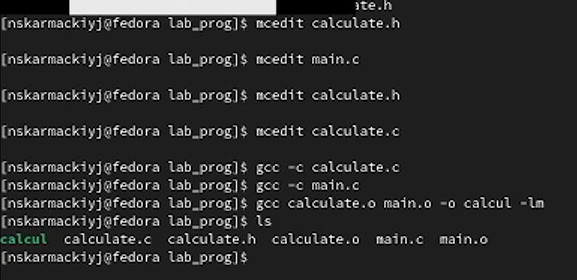 ate.h
[nskarmackiyj@fedora lab_prog]$ mcedit calculate.h
[nskarmackiyj@fedora lab_prog]$ mcedit main.c
[nskarmackiyj@fedora lab_prog]$ mcedit calculate.h
[nskarmackiyj@fedora lab_prog]$ mcedit calculate.c
[nskarmackiyj@fedora lab_prog]$ gcc -c calculate.c
[nskarmackiyj@fedora lab_prog]$ gcc -c main.c
[nskarmackiyj@fedora lab_prog]$ gcc calculate.o main.o -o calcul -lm
[nskarmackiyj@fedora lab_prog]$ ls
calcul calculate.c calculate.h calculate.o main.c main.o
[nskarmackiyj@fedora lab_prog]$